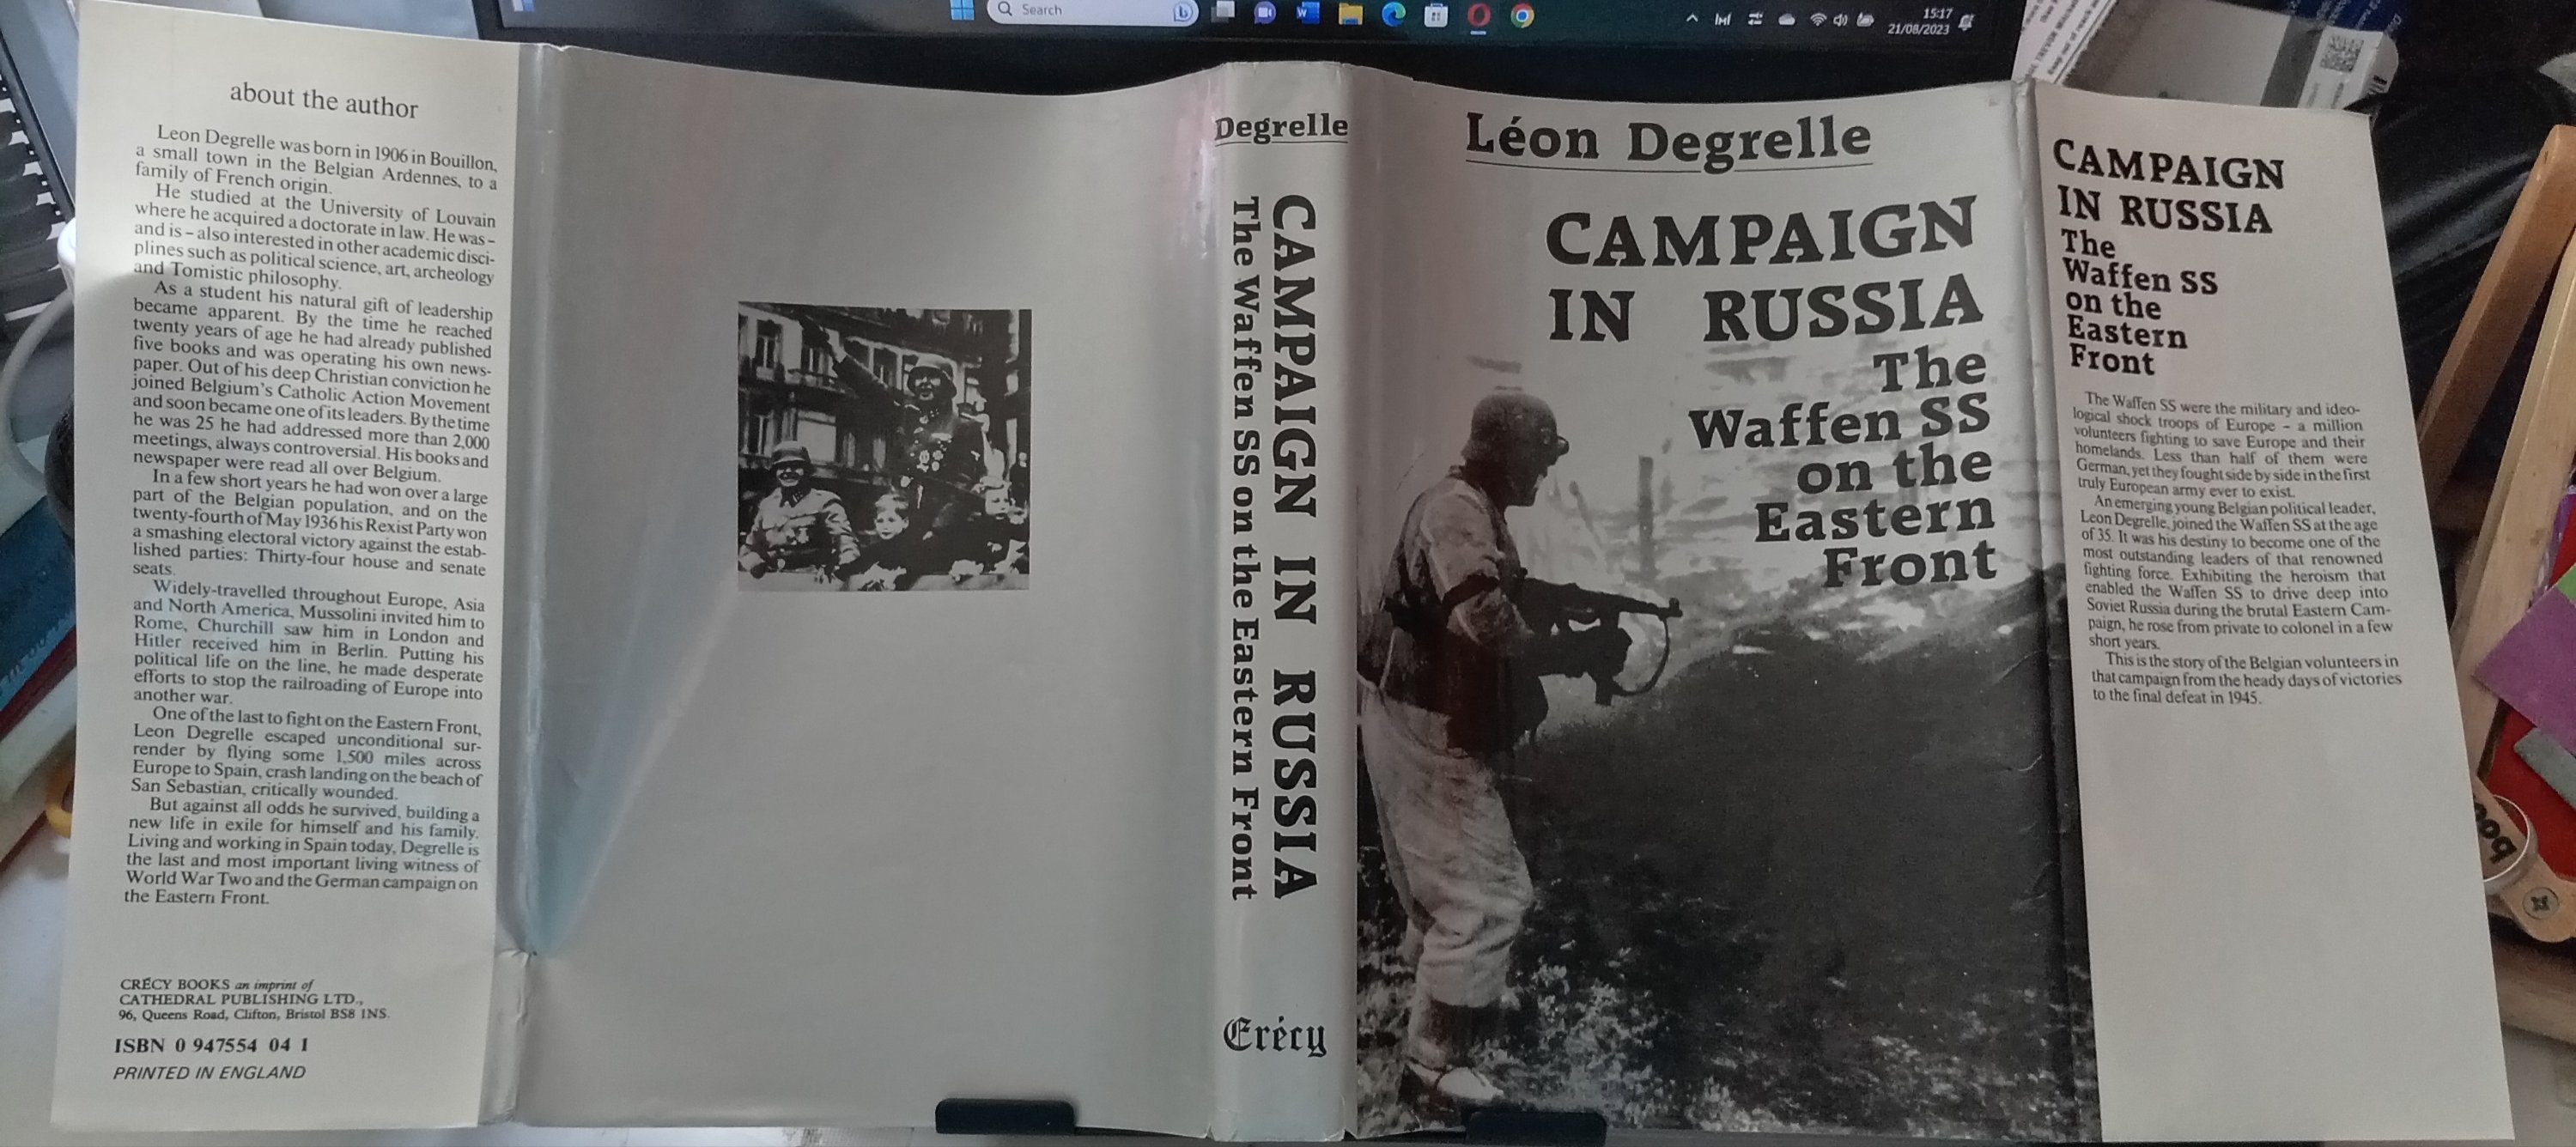 Search
15:17
21/08/2023
about the author
Leon Degrelle was born in 1906 in Bouillon,
a small town in the Belgian Ardennes, to a
family of French origin.
He studied at the University of Louvain
where he acquired a doctorate in law. He was –
and is – also interested in other academic disci-
plines such as political science, art, archeology
and Tomistic philosophy.
As a student his natural gift of leadership
became apparent. By the time he reached
twenty years of age he had already published
five books and was operating his own news-
paper. Out of his deep Christian conviction he
joined Belgium's Catholic Action Movement
and soon became one of its leaders. By the time
he was 25 he had addressed more than 2,000
meetings, always controversial. His books and
newspaper were read all over Belgium.
In a few short years he had won over a large
part of the Belgian population, and on the
twenty-fourth of May 1936 his Rexist Party won
a smashing electoral victory against the estab-
lished parties: Thirty-four house and senate
seats.
Widely-travelled throughout Europe, Asia
and North America, Mussolini invited him to
Rome, Churchill saw him in London and
Hitler received him in Berlin. Putting his
political life on the line, he made desperate
efforts to stop the railroading of Europe into
another war.
One of the last to fight on the Eastern Front,
Leon Degrelle escaped unconditional sur-
render by flying some 1,500 miles across
Europe to Spain, crash landing on the beach of
San Sebastian, critically wounded.
But against all odds he survived, building a
new life in exile for himself and his family.
Living and working in Spain today, Degrelle is
the last and most important living witness of
World War Two and the German campaign on
the Eastern Front.
CRÉCY BOOKS an imprint of
CATHEDRAL PUBLISHING LTD.,
96, Queens Road, Clifton, Bristol BS8 1NS.
ISBN 0 947554 04 1
PRINTED IN ENGLAND
Degrelle
CAMPAIGN IN RUSSIA
The Waffen SS on the Eastern Front
Crécy
Léon Degrelle
CAMPAIGN
IN RUSSIA
The
Waffen SS
on the
Eastern
Front
CAMPAIGN
IN RUSSIA
The
Waffen SS
on the
Eastern
Front
The Waffen SS were the military and ideo-
logical shock troops of Europe – a million
volunteers fighting to save Europe and their
homelands. Less than half of them were
German, yet they fought side by side in the first
truly European army ever to exist.
An emerging young Belgian political leader,
Leon Degrelle, joined the Waffen SS at the age
of 35. It was his destiny to become one of the
most outstanding leaders of that renowned
fighting force. Exhibiting the heroism that
enabled the Waffen SS to drive deep into
Soviet Russia during the brutal Eastern Cam-
paign, he rose from private to colonel in a few
short years.
This is the story of the Belgian volunteers in
that campaign from the heady days of victories
to the final defeat in 1945.